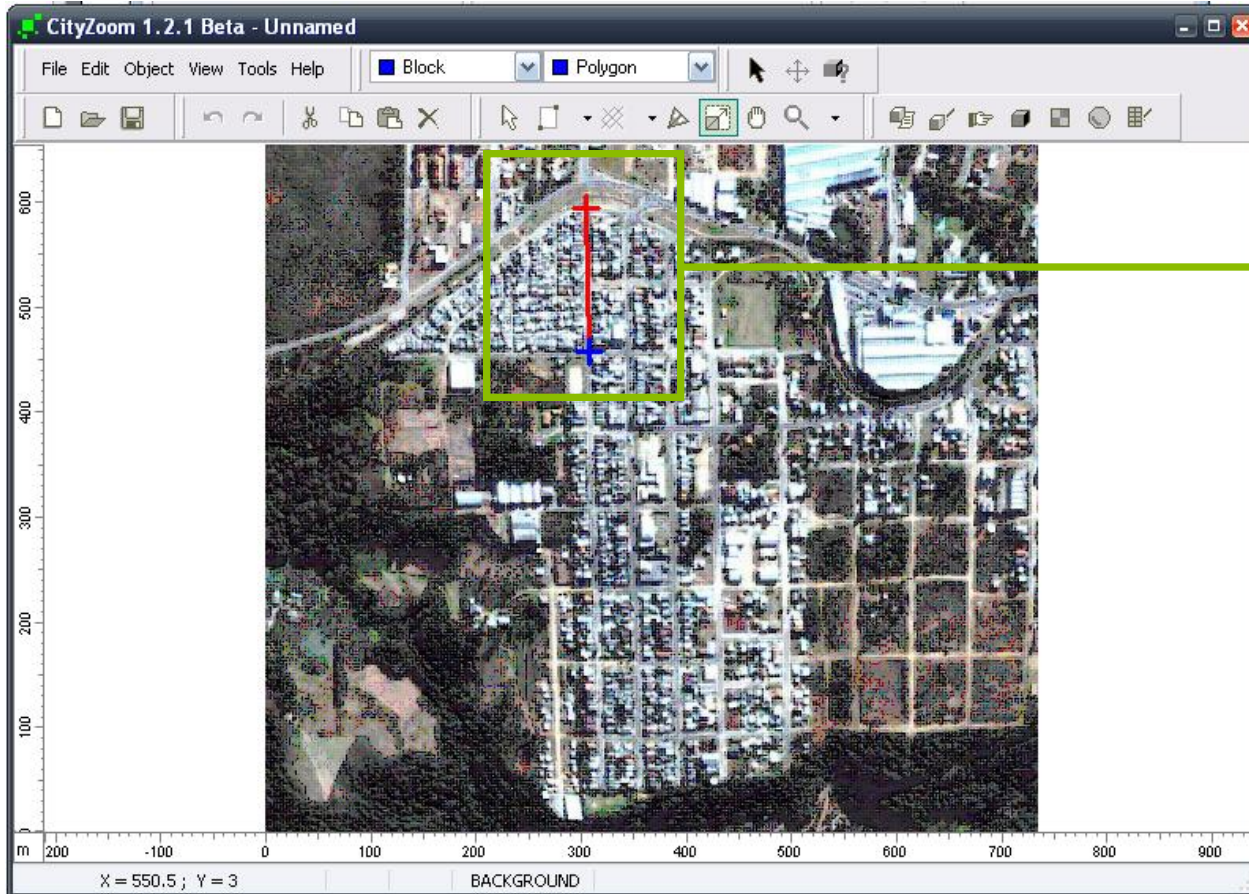 CityZoom 1.2.1 Beta - Unnamed
File Edit Object View Tools Help Block Polygon
600
500
400
300
200
100
0
m 200 -100 0 100 200 300 400 500 600 700 800 900
X = 550.5 ; Y = 3 BACKGROUND